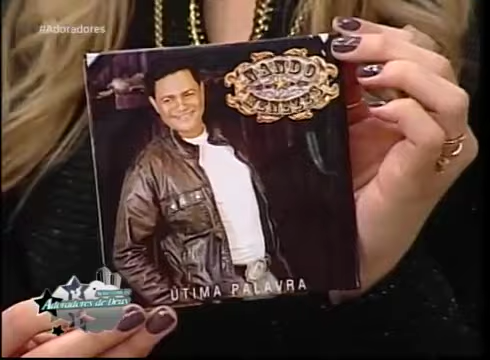 #Adoradores
NANDO
MENEZES
ÚTIMA PALAVRA
Adoradores de Deus